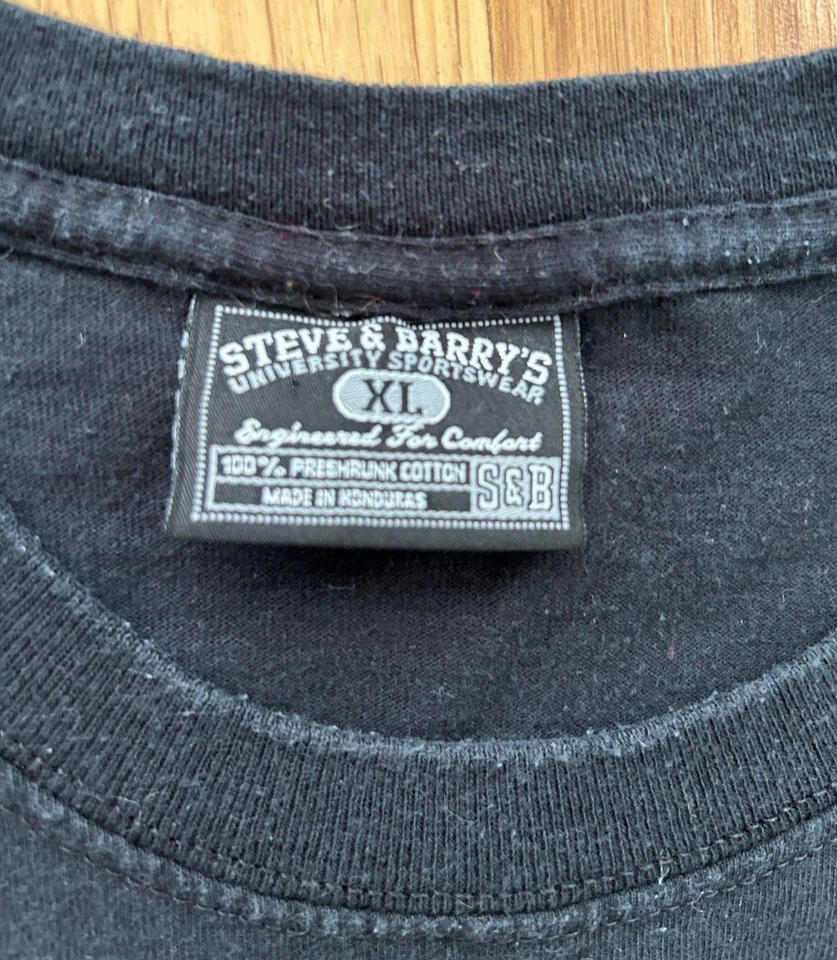 STEVE & BARRY'S
UNIVERSITY SPORTSWEAR
XL
Engineered For Comfort
100% PRESHRUNK COTTON
MADE IN HONDURAS
S&B